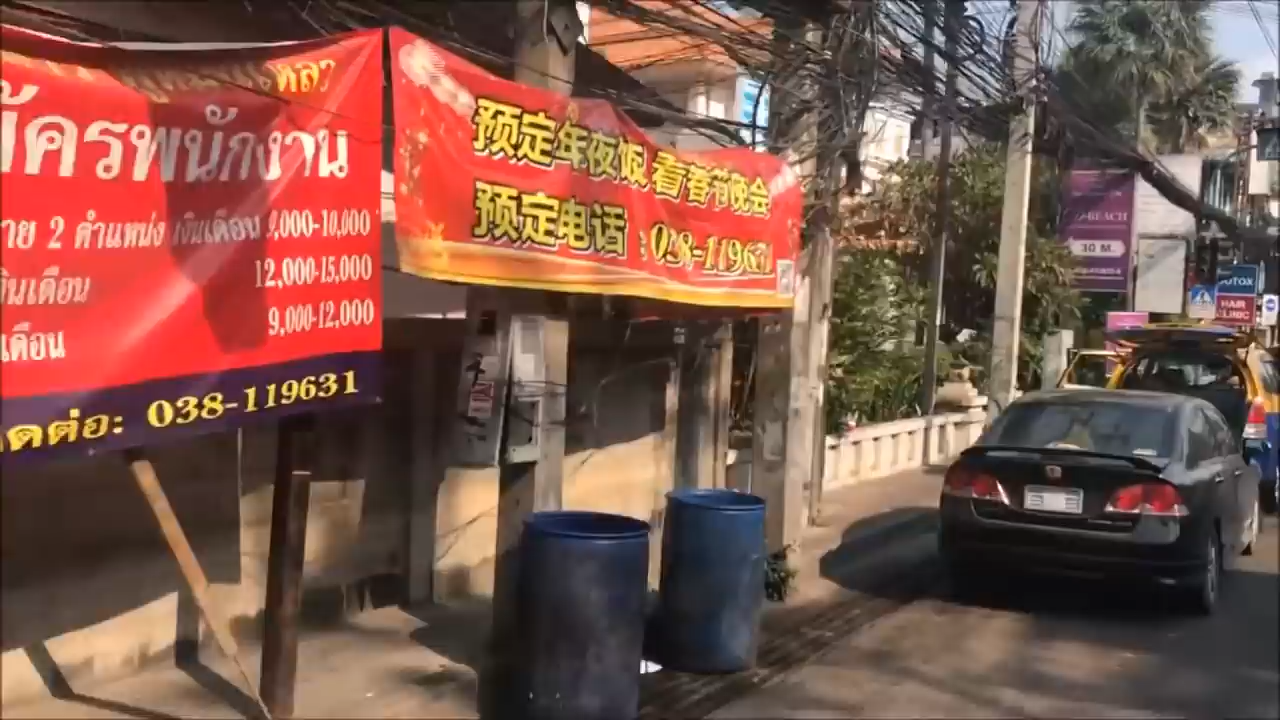 ัครพนักงาน
าย 2 ตำแหน่ง เงินเดือน 9,000-10,000
งินเดือน 12,000-15,000
เดือน 9,000-12,000
ดต่อ: 038-119631
预定年夜饭 看春节晚会
预定电话 :038-119631
O-BEACH
30 M.
BOTOX
HAIR
CLINIC